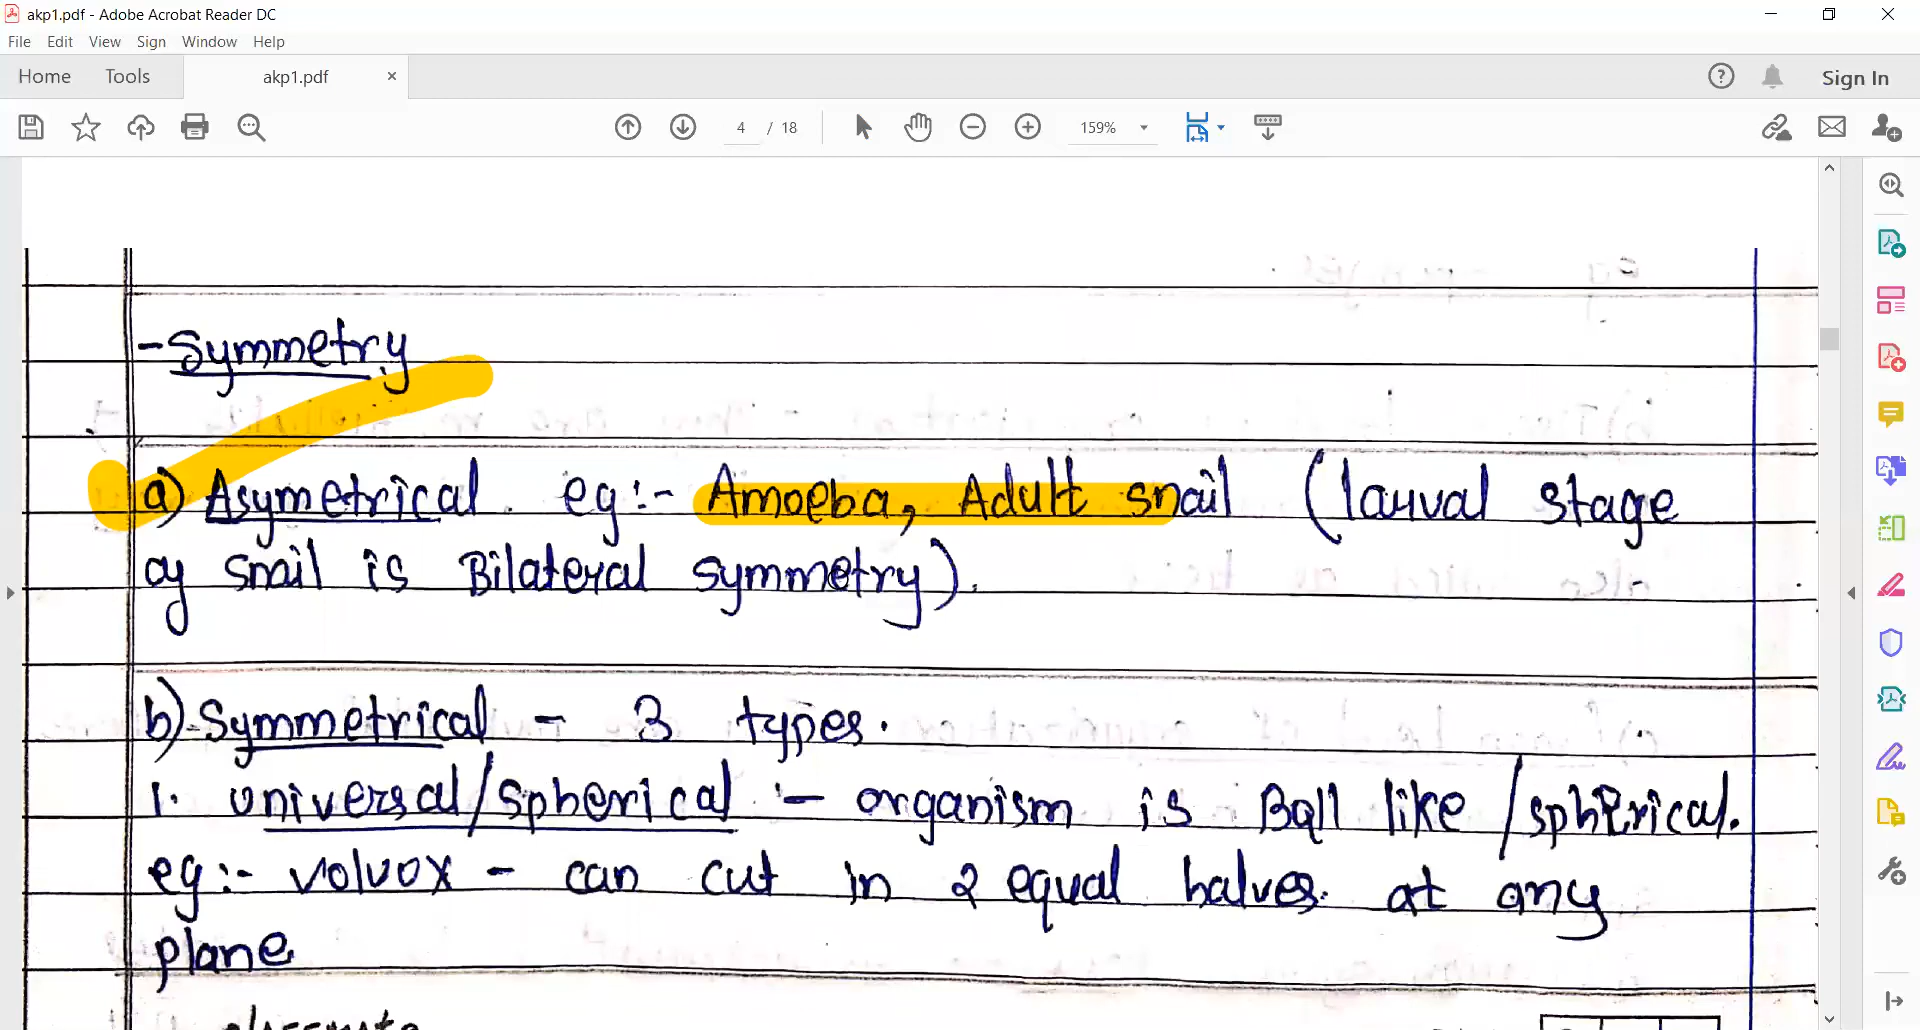 akp1.pdf - Adobe Acrobat Reader DC
File Edit View Sign Window Help
Home Tools akp1.pdf × Sign In
4 / 18 159%
- Symmetry
a) Asymetrical eg:- Amoeba, Adult snail (larval stage
oy snail is Bilateral symmetry).
b) Symmetrical - 3 types.
1. universal/spherical :- organism is Ball like /spherical.
eg:- volvox - can cut in 2 equal halves at any
plane
classmate